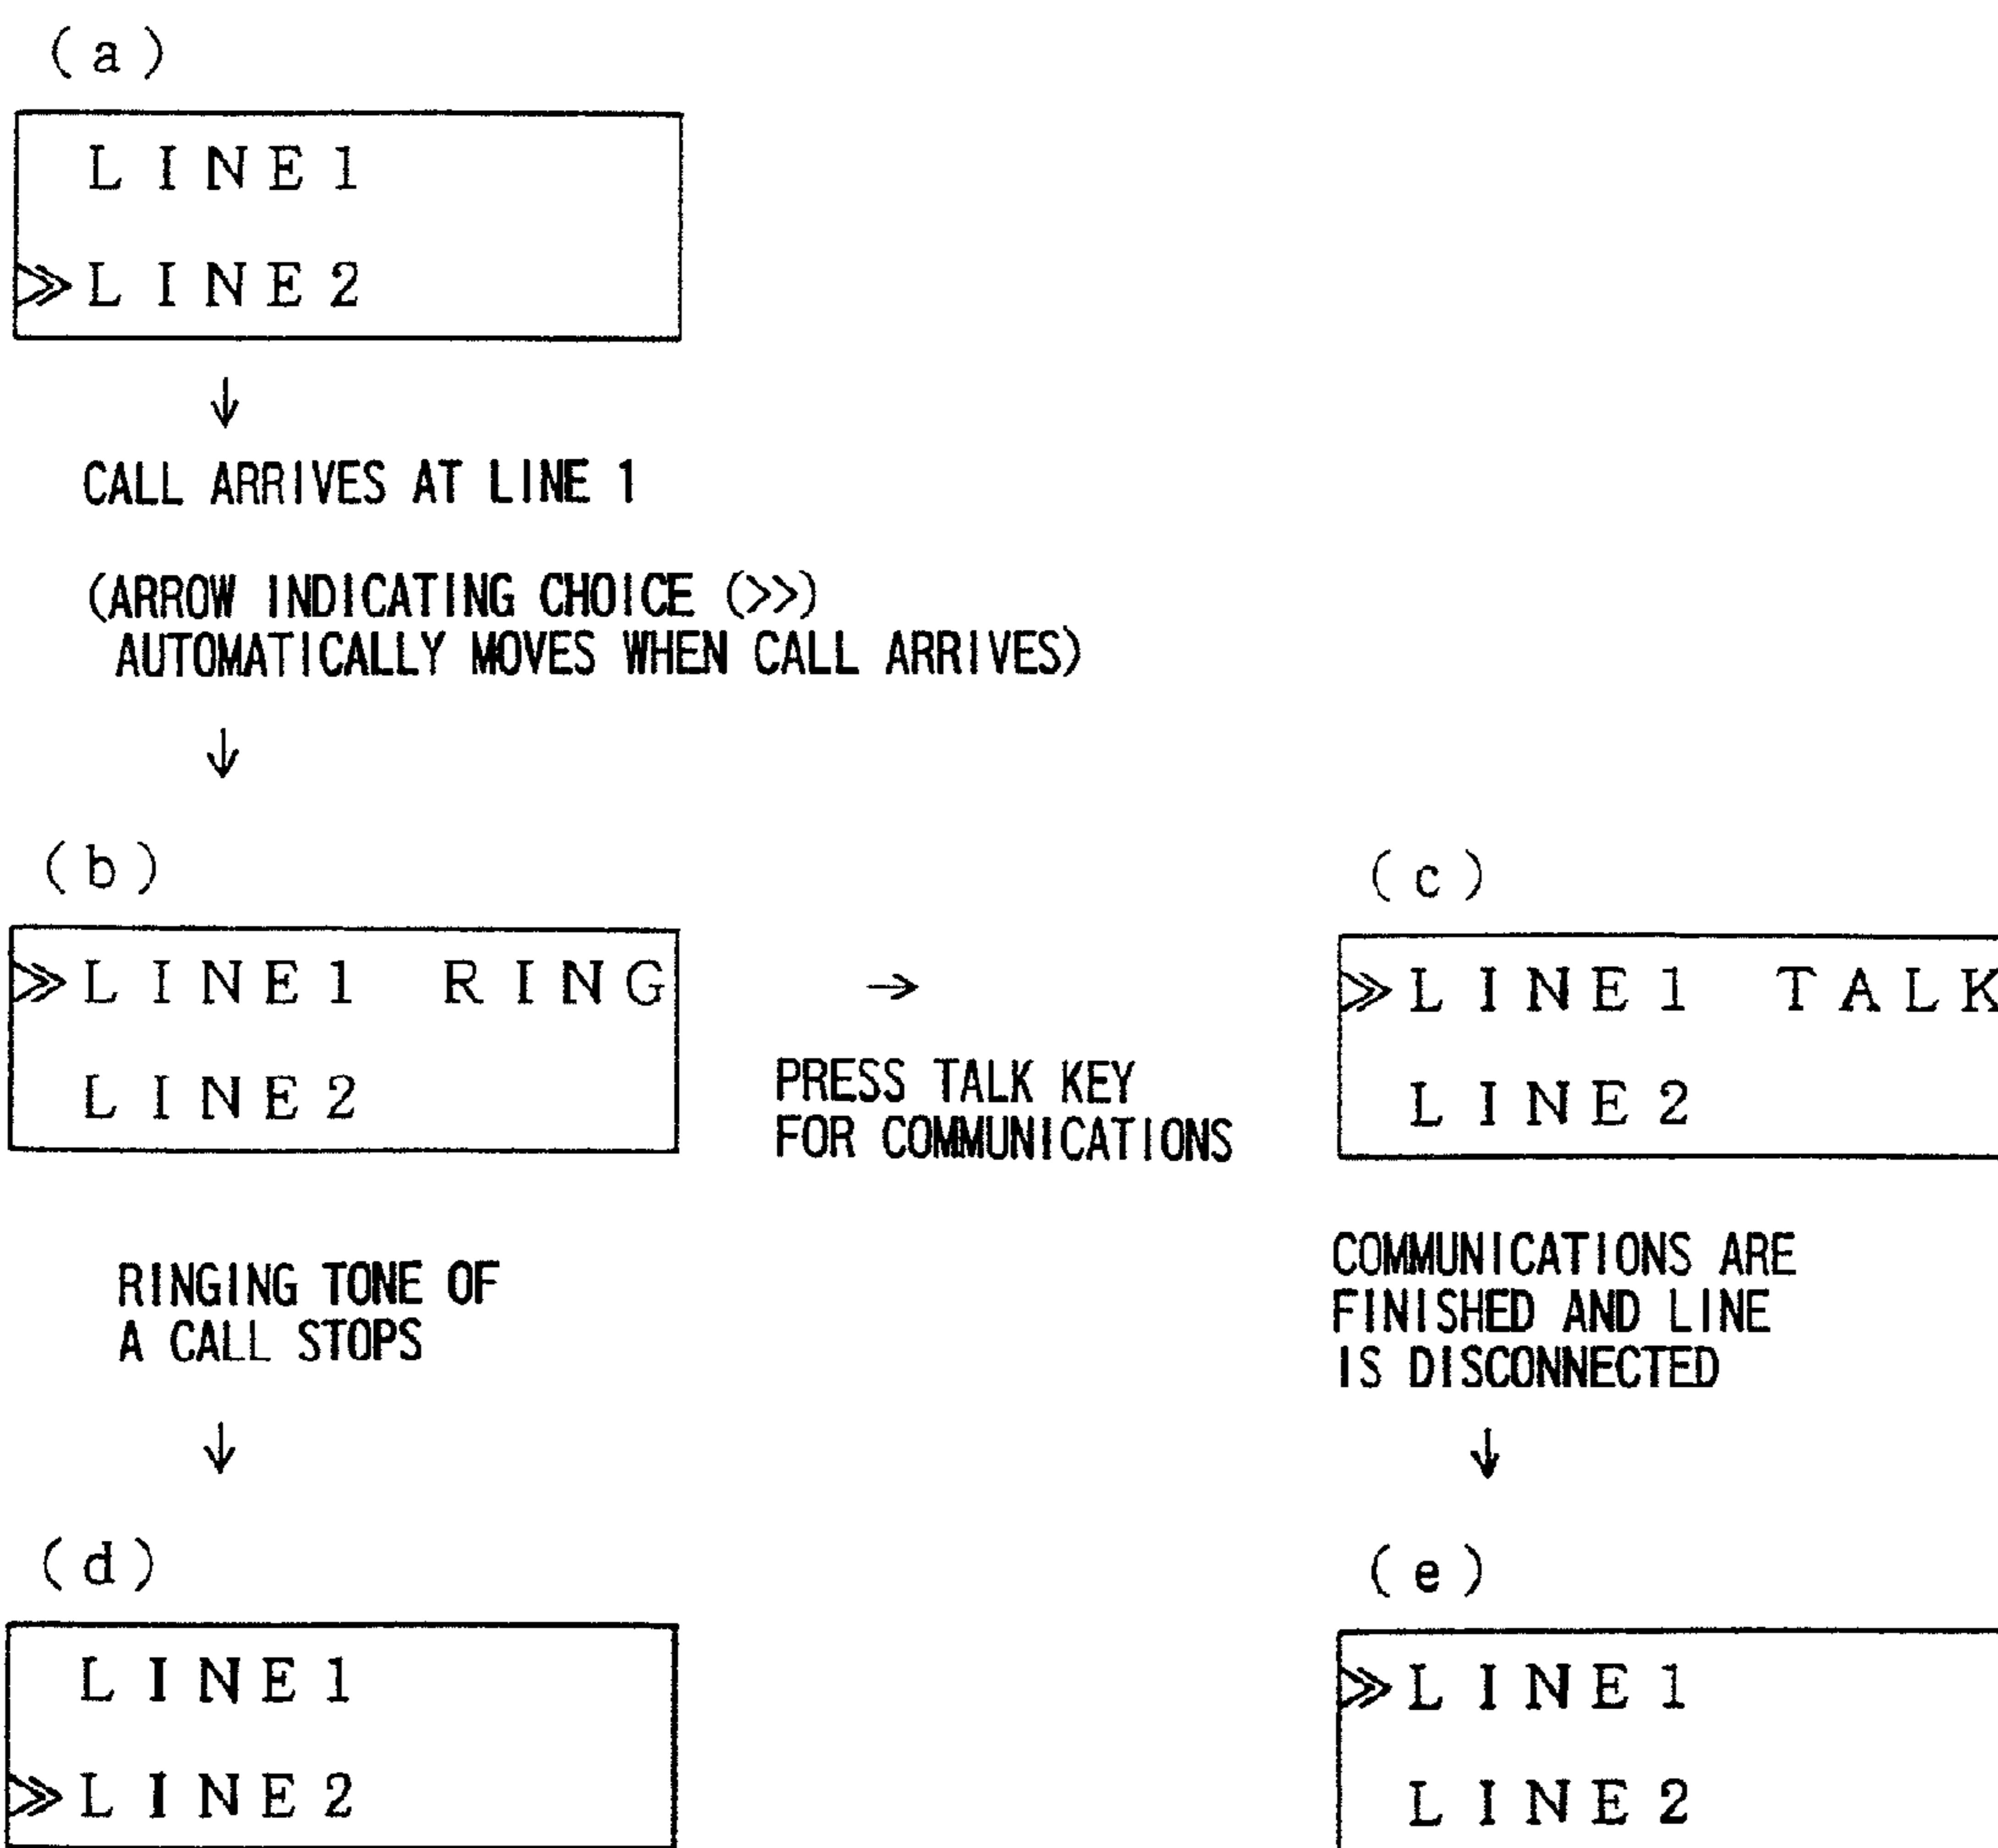 (a)
LINE1
≫LINE2
↓
CALL ARRIVES AT LINE 1
(ARROW INDICATING CHOICE (>>)
AUTOMATICALLY MOVES WHEN CALL ARRIVES)
↓
(b)
≫LINE1 RING
LINE2
→
PRESS TALK KEY
FOR COMMUNICATIONS
(c)
≫LINE1 TALK
LINE2
RINGING TONE OF
A CALL STOPS
↓
COMMUNICATIONS ARE
FINISHED AND LINE
IS DISCONNECTED
↓
(d)
LINE1
≫LINE2
(e)
≫LINE1
LINE2